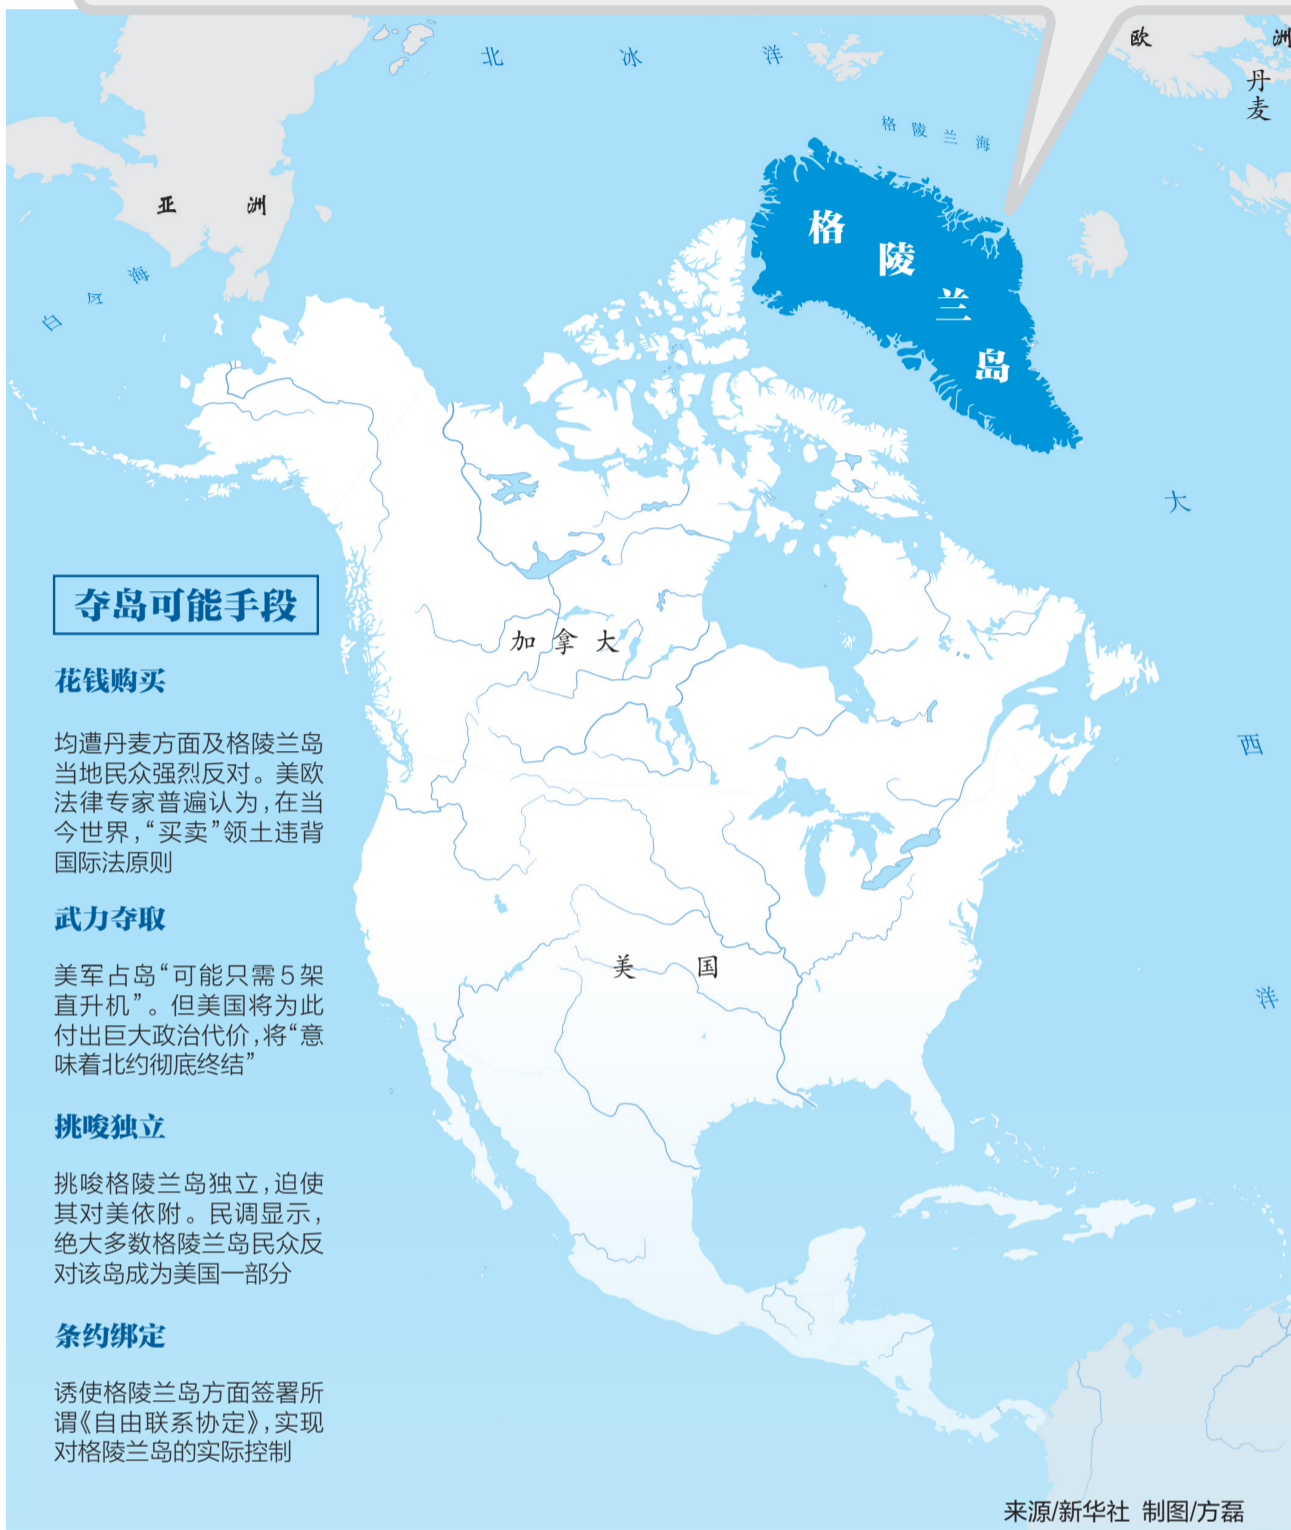 北冰洋
欧洲
丹麦
格陵兰海
亚洲
格陵兰岛
海
白
大
西
洋
加拿大
美国
夺岛可能手段
花钱购买
均遭丹麦方面及格陵兰岛
当地民众强烈反对。美欧
法律专家普遍认为，在当
今世界，“买卖”领土违背
国际法原则
武力夺取
美军占岛“可能只需5架
直升机”。但美国将为此
付出巨大政治代价，将“意
味着北约彻底终结”
挑唆独立
挑唆格陵兰岛独立，迫使
其对美依附。民调显示，
绝大多数格陵兰岛民众反
对该岛成为美国一部分
条约绑定
诱使格陵兰岛方面签署所
谓《自由联系协定》，实现
对格陵兰岛的实际控制
来源/新华社 制图/方磊